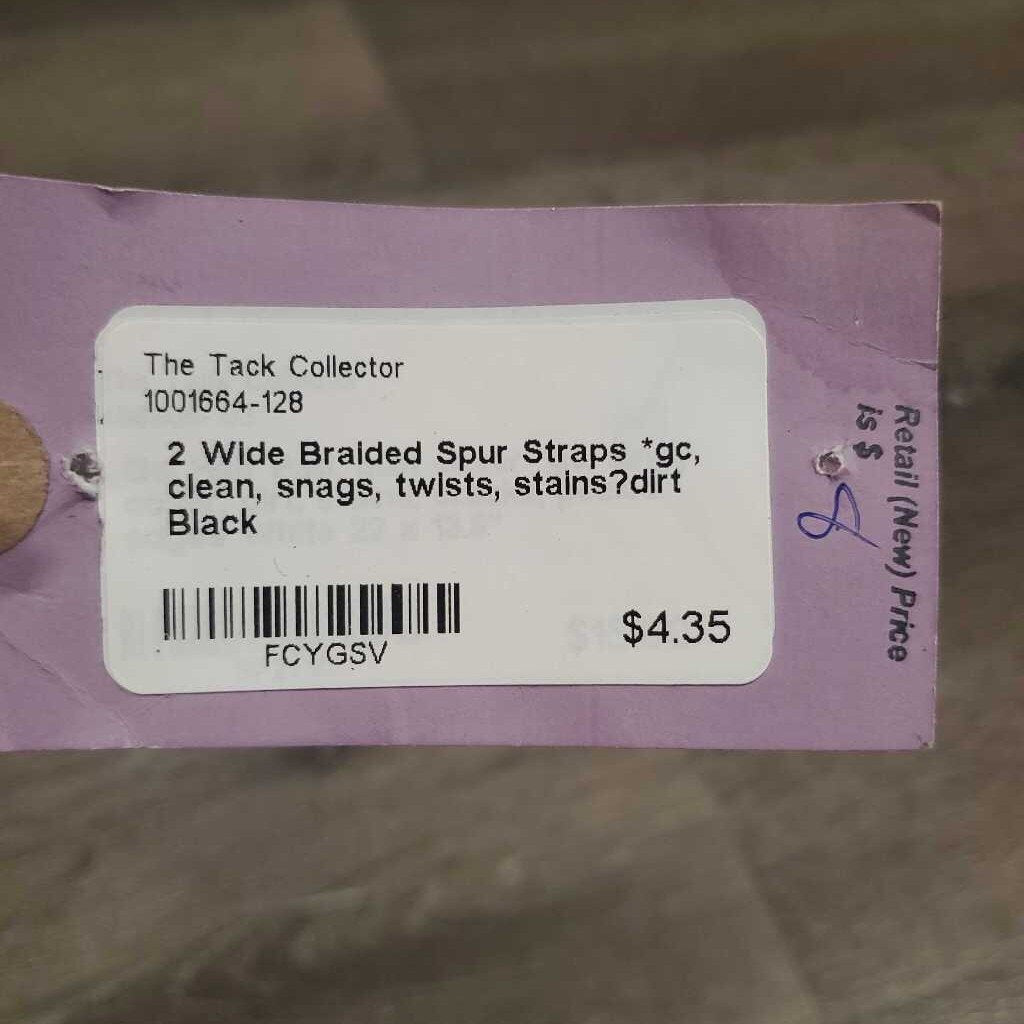 The Tack Collector
1001664-128
2 Wide Braided Spur Straps *gc,
clean, snags, twists, stains?dirt
Black
FCYGSV
$4.35
Retail (New) Price
is $ 8